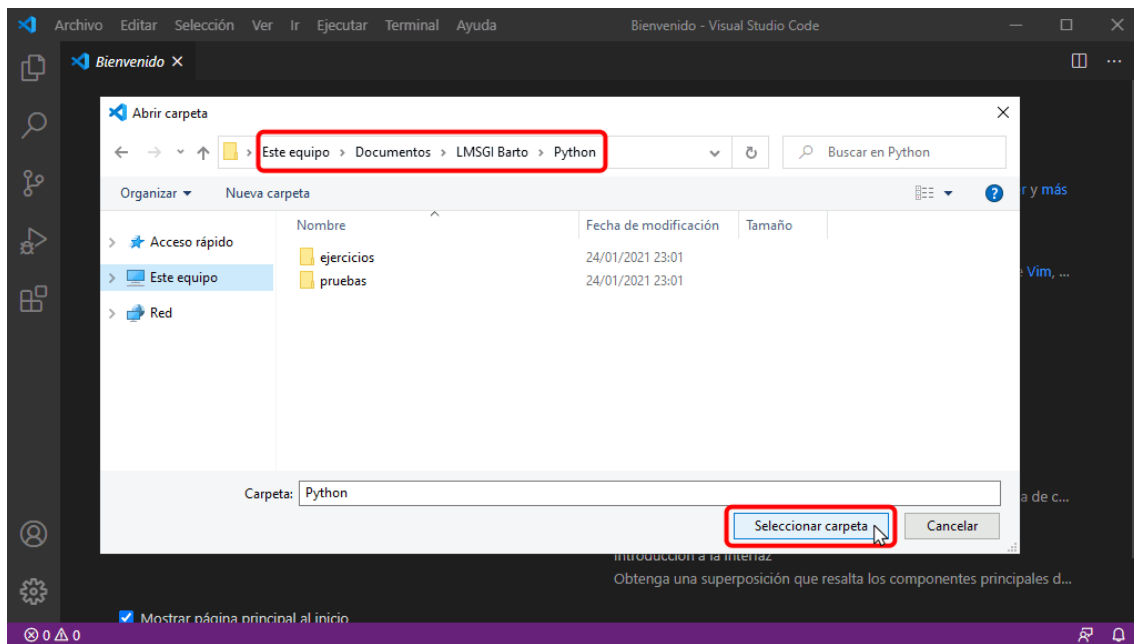 Archivo Editar Selección Ver Ir Ejecutar Terminal Ayuda Bienvenido - Visual Studio Code
Bienvenido
Abrir carpeta
Este equipo > Documentos > LMSGI Barto > Python Buscar en Python
Organizar Nueva carpeta
r y más
Nombre Fecha de modificación Tamaño
Acceso rápido
ejercicios 24/01/2021 23:01
Este equipo
pruebas 24/01/2021 23:01
Vim, ...
Red
Carpeta: Python
a de c...
Seleccionar carpeta Cancelar
Introducción a la interfaz
Obtenga una superposición que resalta los componentes principales d...
Mostrar página principal al inicio
0 0